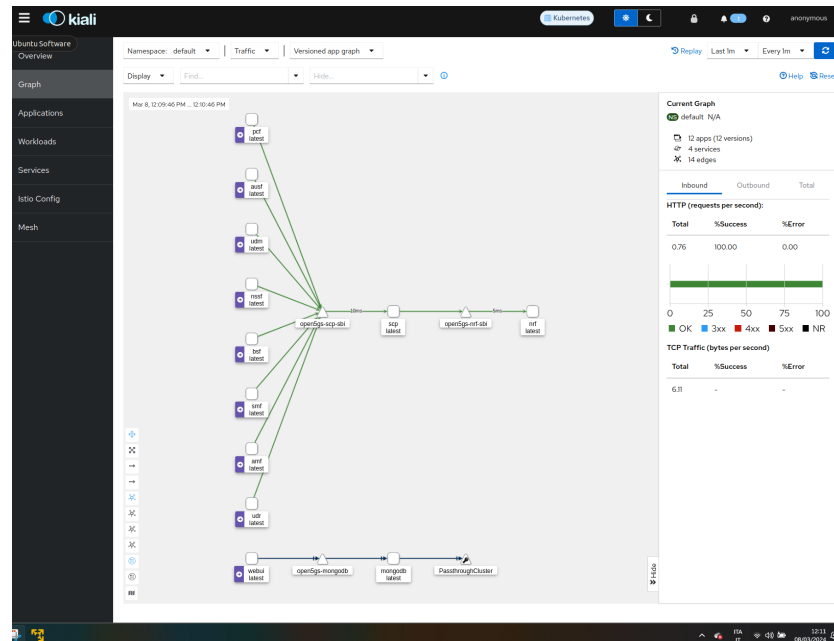 kiali
Kubernetes
1
anonymous
Ubuntu Software
Overview
Graph
Applications
Workloads
Services
Istio Config
Mesh
Namespace: default
Traffic
Versioned app graph
Replay
Last 1m
Every 1m
Display
Find...
Hide...
Help
Rese
Mar 8, 12:09:46 PM ... 12:10:46 PM
pcf
latest
ausf
latest
udm
latest
nssf
latest
bsf
latest
smf
latest
amf
latest
udr
latest
open5gs-scp-sbi
10ms
scp
latest
open5gs-nrf-sbi
5ms
nrf
latest
webui
latest
open5gs-mongodb
mongodb
latest
PassthroughCluster
Hide
Current Graph
NS default N/A
12 apps (12 versions)
4 services
14 edges
Inbound
Outbound
Total
HTTP (requests per second):
Total %Success %Error
0.76 100.00 0.00
0 25 50 75 100
OK 3xx 4xx 5xx NR
TCP Traffic (bytes per second)
Total %Success %Error
6.11 - -
ITA
IT
12:11
08/03/2024